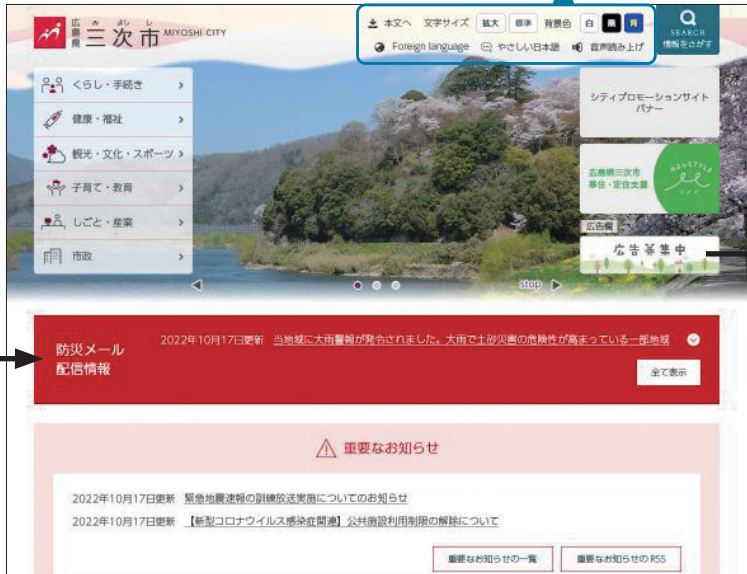 広島県 三次市 みよし MIYOSHI CITY
本文へ 文字サイズ 拡大 標準 背景色 白 黒 青
Foreign language やさしい日本語 音声読み上げ
SEARCH
情報をさがす
くらし・手続き
健康・福祉
観光・文化・スポーツ
子育て・教育
しごと・産業
市政
シティプロモーションサイト
バナー
広島県三次市
移住・定住支援
広告欄
広告募集中
stop
防災メール
配信情報
2022年10月17日更新 当地域に大雨警報が発令されました。大雨で土砂災害の危険性が高まっている一部地域
全て表示
重要なお知らせ
2022年10月17日更新 緊急地震速報の訓練放送実施についてのお知らせ
2022年10月17日更新 【新型コロナウイルス感染症関連】公共施設利用制限の解除について
重要なお知らせの一覧 重要なお知らせのRSS